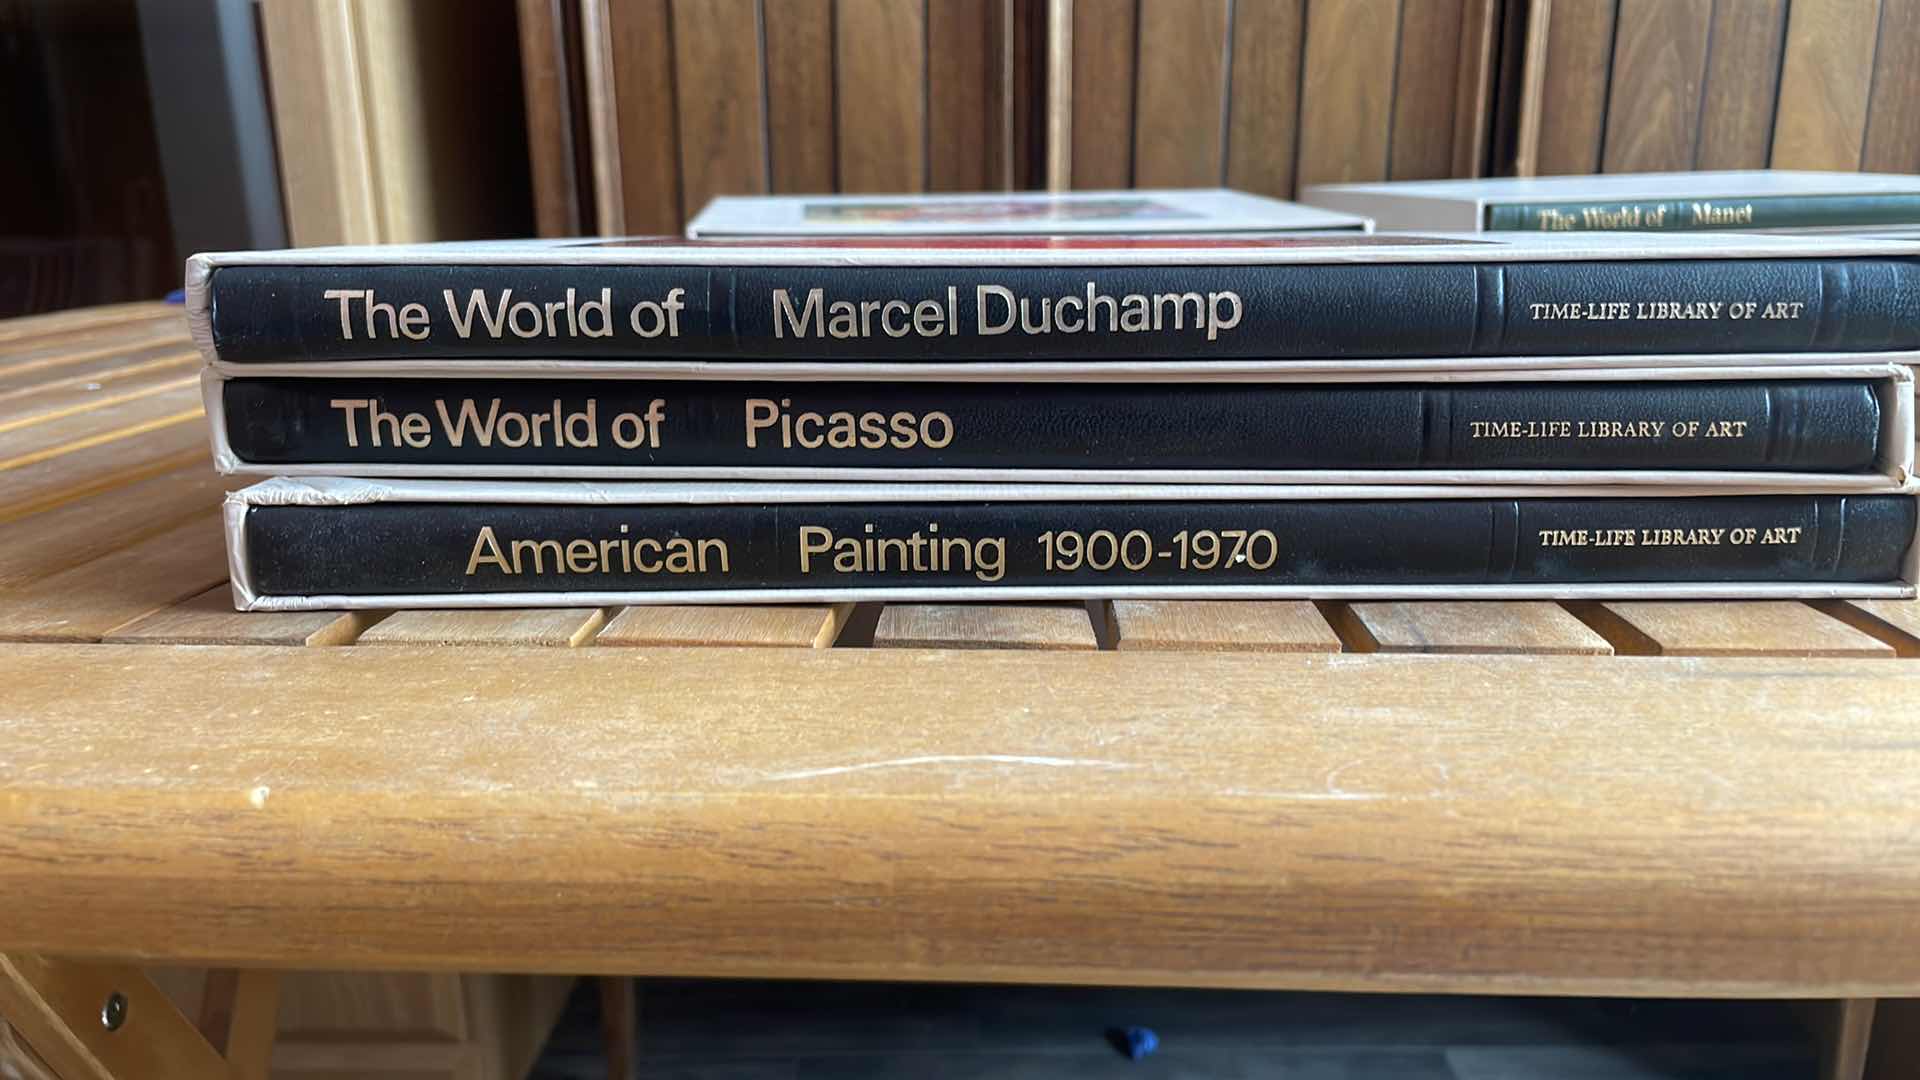 The World of Manet
The World of Marcel Duchamp TIME-LIFE LIBRARY OF ART
The World of Picasso TIME-LIFE LIBRARY OF ART
American Painting 1900-1970 TIME-LIFE LIBRARY OF ART